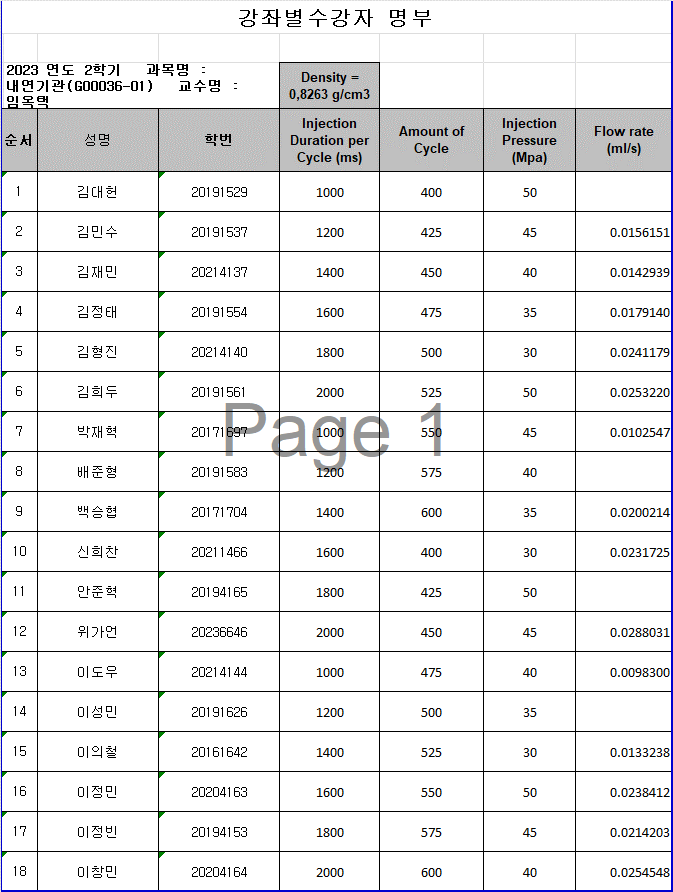 강좌별수강자 명부
2023 연도 2학기 과목명 :
내연기관(G00036-01) 교수명 :
임옥택
Density =
0,8263 g/cm3
순서 성명 학번 Injection Duration per Cycle (ms) Amount of Cycle Injection Pressure (Mpa) Flow rate (ml/s)
1 김대현 20191529 1000 400 50
2 김민수 20191537 1200 425 45 0.0156151
3 김재민 20214137 1400 450 40 0.0142939
4 김정태 20191554 1600 475 35 0.0179140
5 김형진 20214140 1800 500 30 0.0241179
6 김희두 20191561 2000 525 50 0.0253220
Page 1
7 박재혁 20171697 1000 550 45 0.0102547
8 배준형 20191583 1200 575 40
9 백승협 20171704 1400 600 35 0.0200214
10 신희찬 20211466 1600 400 30 0.0231725
11 안준혁 20194165 1800 425 50
12 위가언 20236646 2000 450 45 0.0288031
13 이도우 20214144 1000 475 40 0.0098300
14 이성민 20191626 1200 500 35
15 이의철 20161642 1400 525 30 0.0133238
16 이정민 20204163 1600 550 50 0.0238412
17 이정빈 20194153 1800 575 45 0.0214203
18 이창민 20204164 2000 600 40 0.0254548